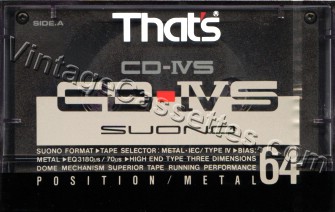 That's
SIDE.A
CD-IVS
CD-IVS
SUONO
SUONO FORMAT ▶ TAPE SELECTOR: METAL-IEC/TYPE IV ▶ BIAS:
METAL ▶ EQ3180μs/70μs ▶ HIGH END TYPE THREE DIMENSIONS
DOME MECHANISM SUPERIOR TAPE RUNNING PERFORMANCE
POSITION/METAL 64
VintageCassettes.com